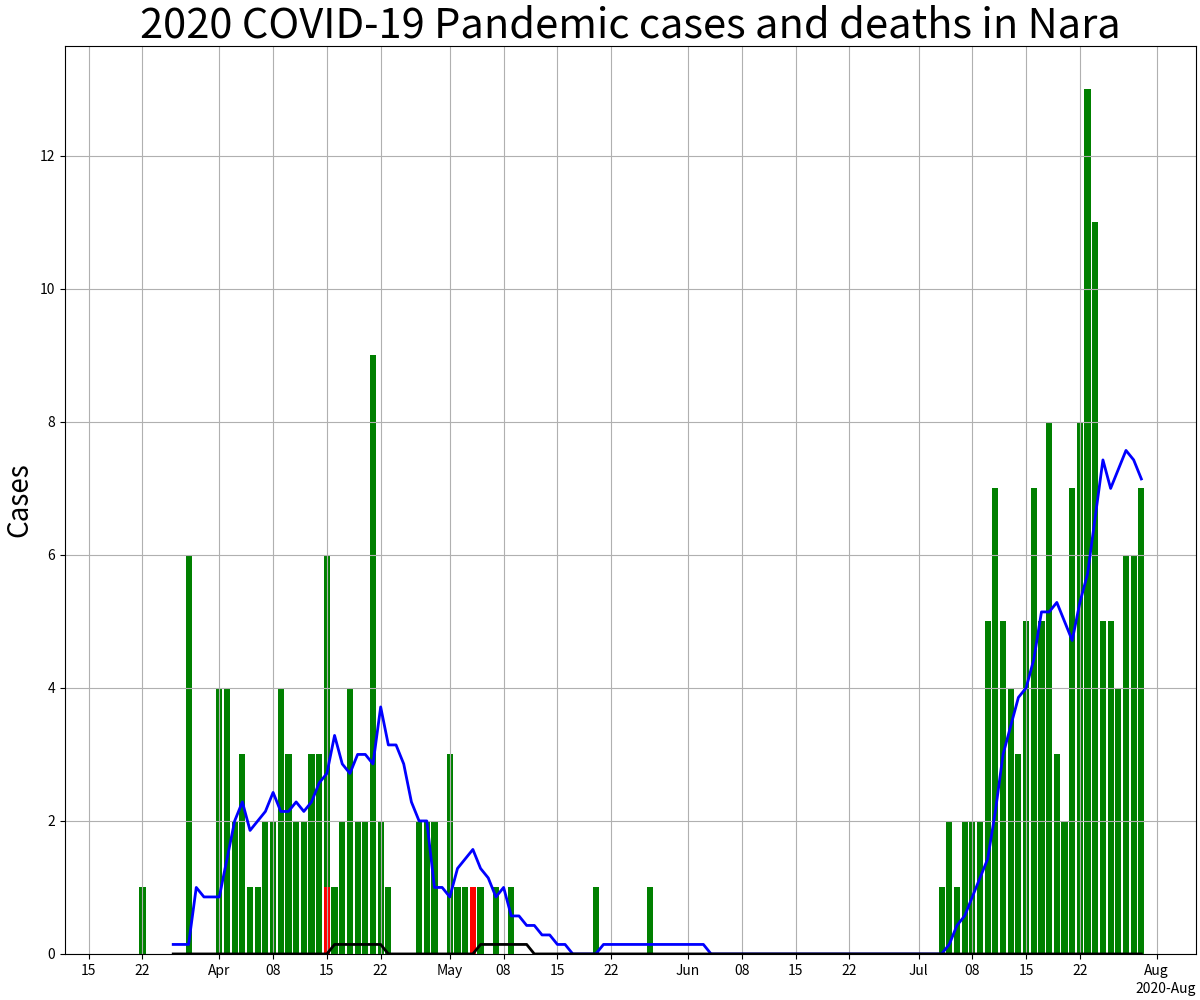 2020 COVID-19 Pandemic cases and deaths in Nara
Cases
12
10
8
6
4
2
0
15 22 Apr 08 15 22 May 08 15 22 Jun 08 15 22 Jul 08 15 22 Aug
2020-Aug